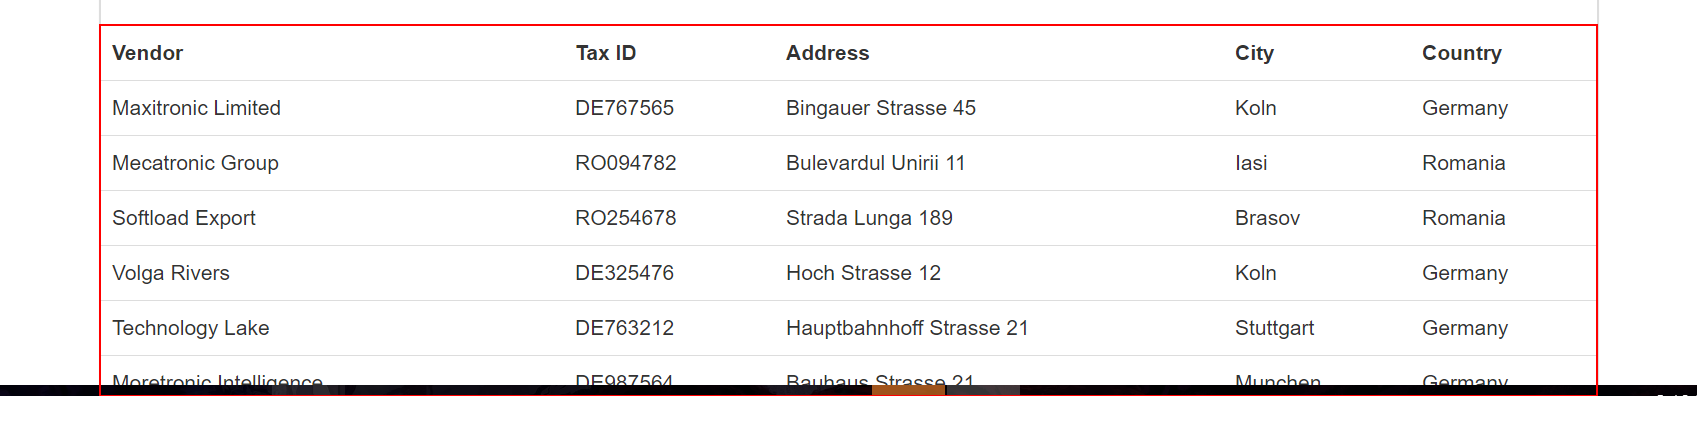 Vendor Tax ID Address City Country
Maxitronic Limited DE767565 Bingauer Strasse 45 Koln Germany
Mecatronic Group RO094782 Bulevardul Unirii 11 Iasi Romania
Softload Export RO254678 Strada Lunga 189 Brasov Romania
Volga Rivers DE325476 Hoch Strasse 12 Koln Germany
Technology Lake DE763212 Hauptbahnhoff Strasse 21 Stuttgart Germany
Moretronic Intelligence DE987564 Bauhaus Strasse 21 Munchen Germany